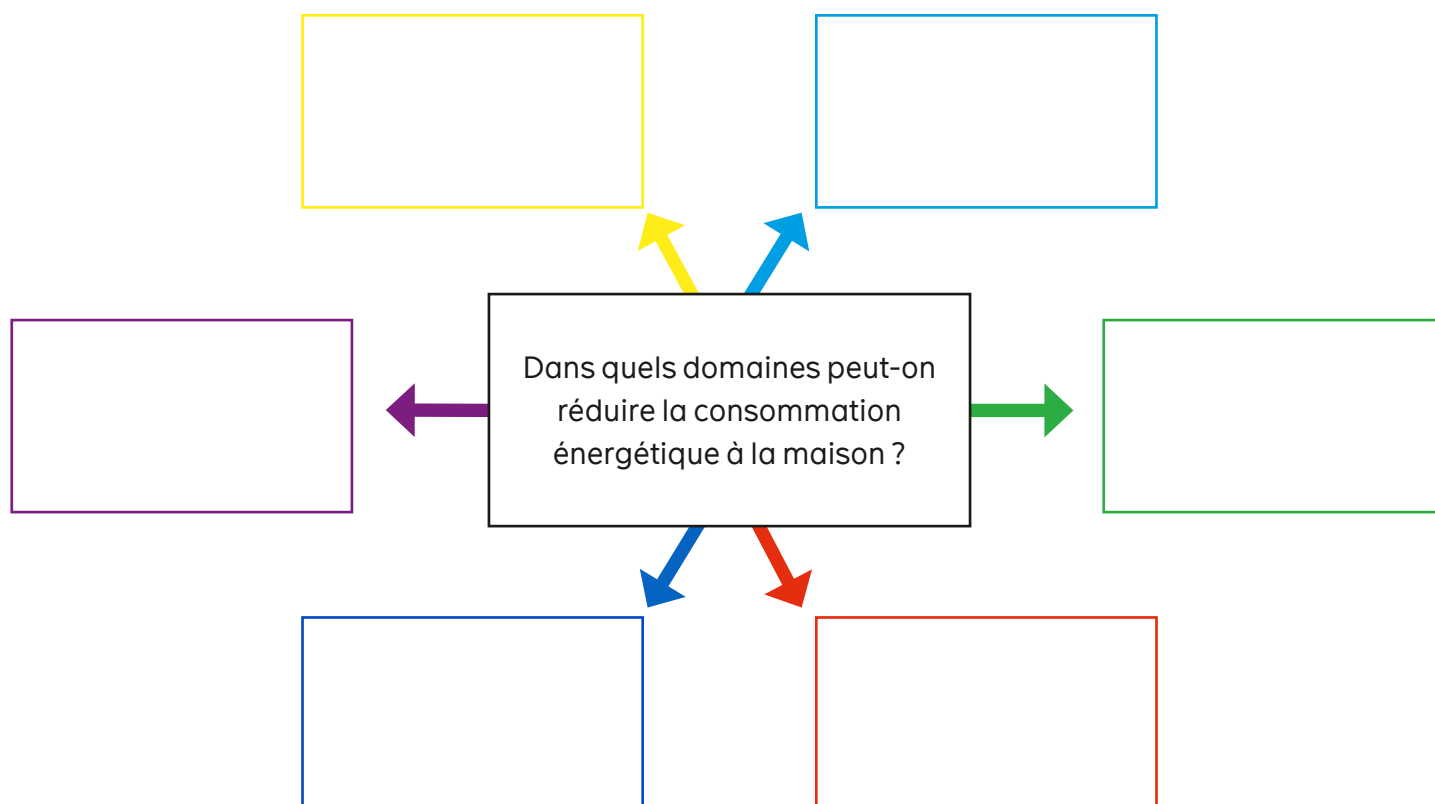 Dans quels domaines peut-on
réduire la consommation
énergétique à la maison ?